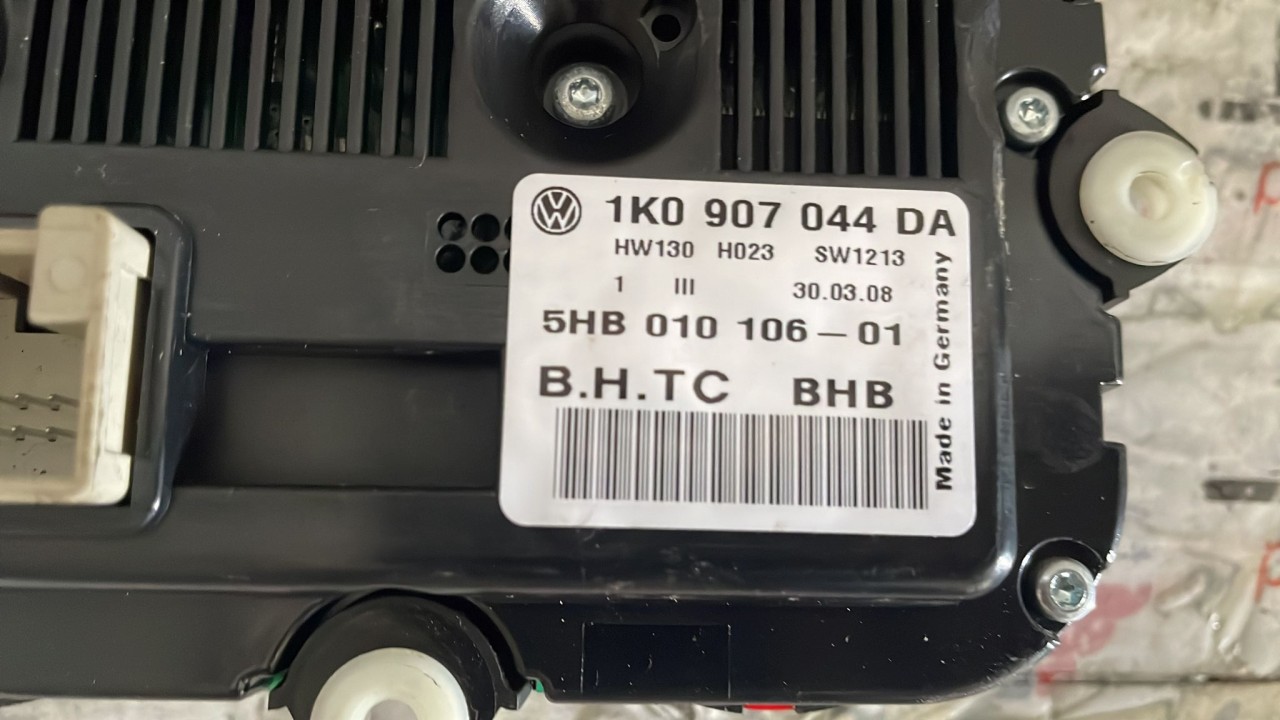 VW 1K0 907 044 DA
HW130 H023 SW1213
1 III 30.03.08
5HB 010 106 – 01
B.H.TC BHB
Made in Germany